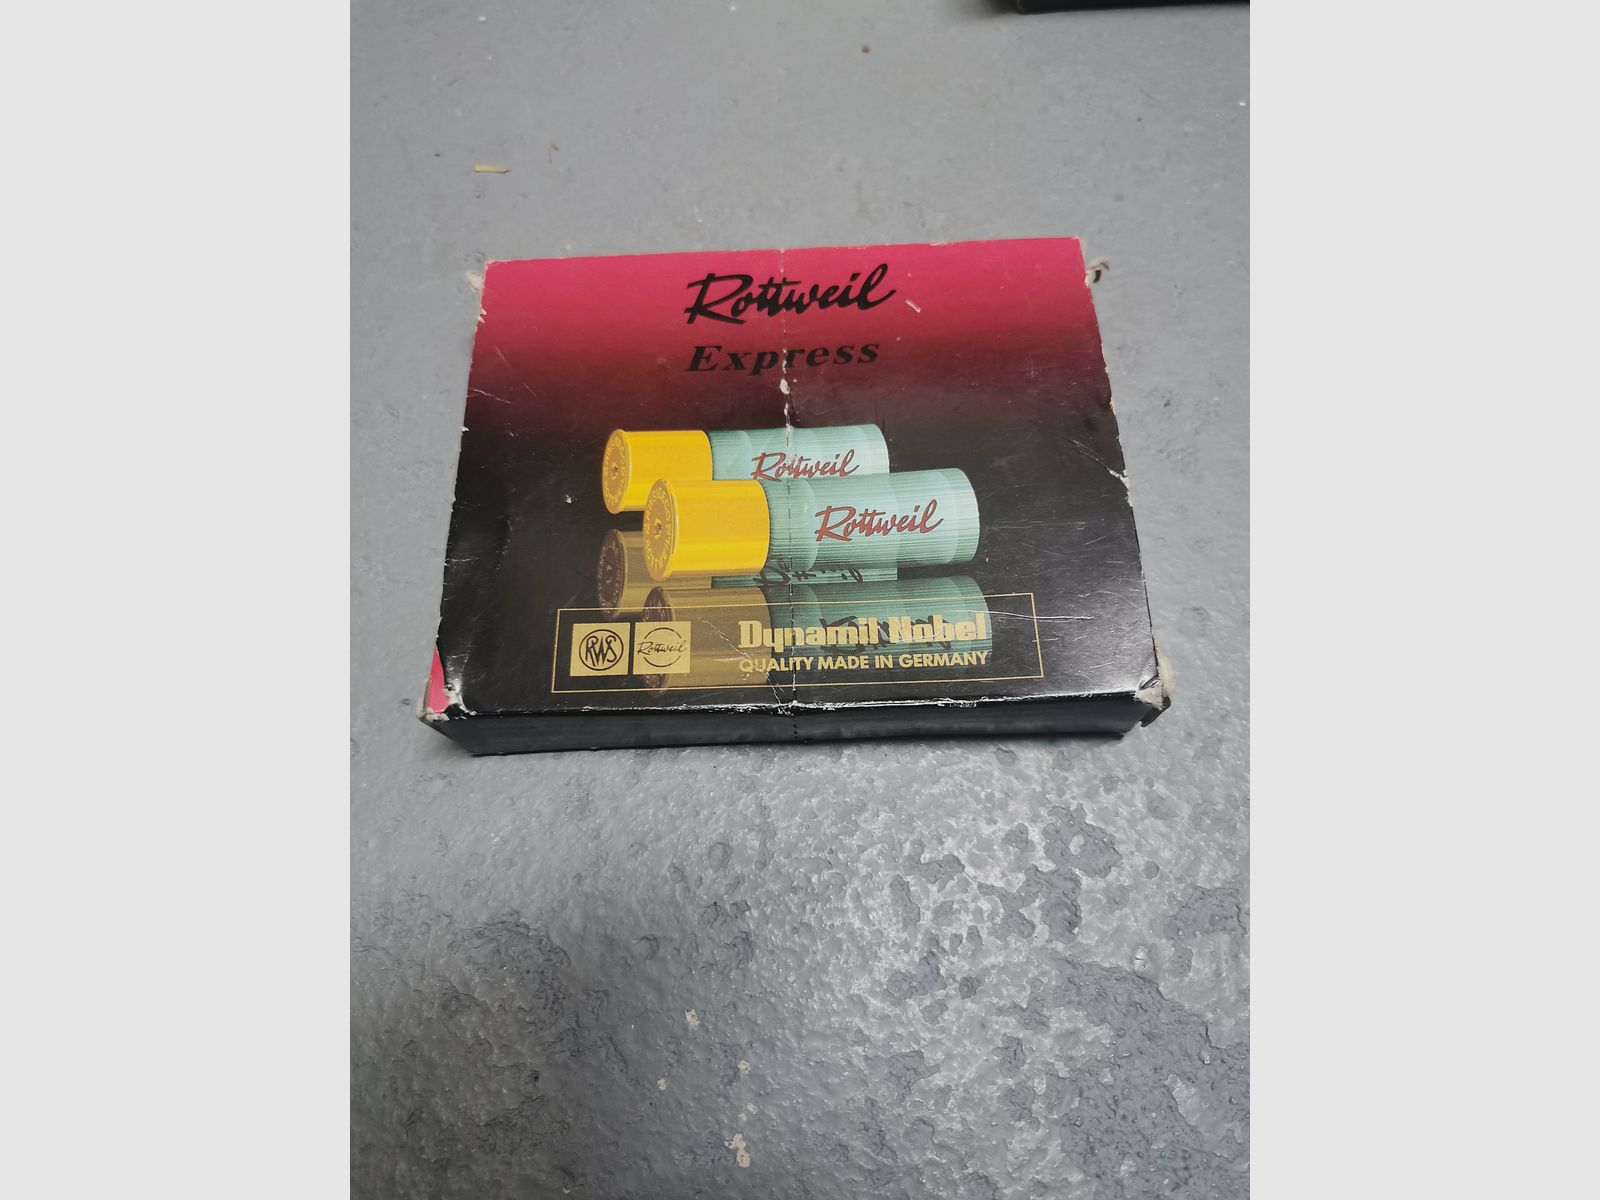 Rottweil
Express
Rottweil
Rottweil
RWS
Rottweil
Dynamit Nobel
QUALITY MADE IN GERMANY